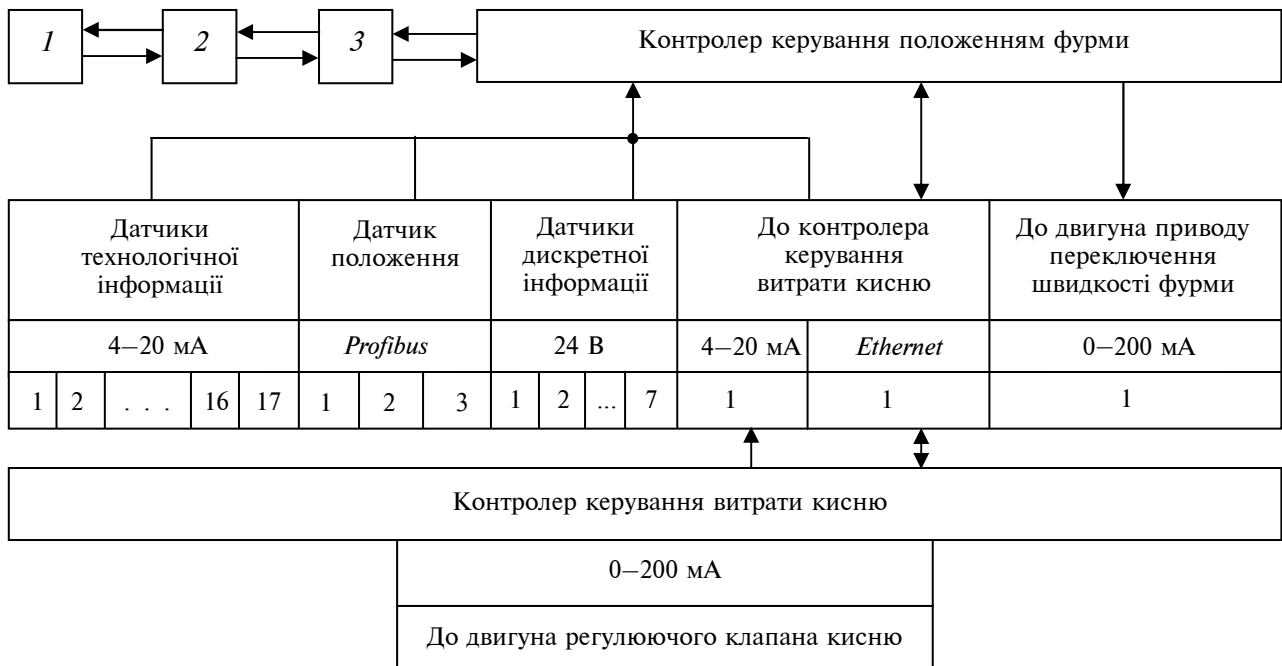 1
2
3
Контролер керування положенням фурми
Датчики
технологічної
інформації
Датчик
положення
Датчики
дискретної
інформації
До контролера
керування
витрати кисню
До двигуна приводу
переключення
швидкості фурми
4–20 мА
Profibus
24 В
4–20 мА
Ethernet
0–200 мА
1 2 . . . 16 17
1 2 3
1 2 ... 7
1
1
1
Контролер керування витрати кисню
0–200 мА
До двигуна регулюючого клапана кисню